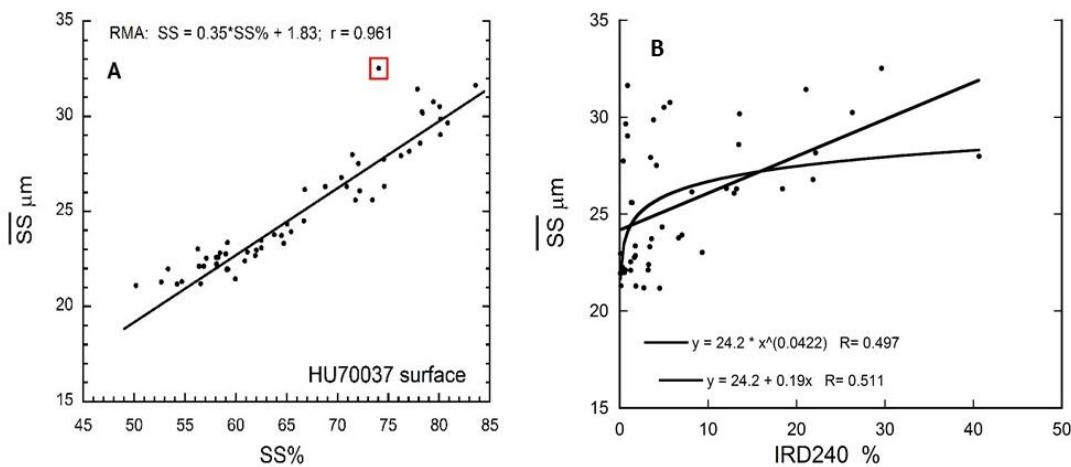 35
30
25
20
15
SS μm
RMA: SS = 0.35*SS% + 1.83; r = 0.961
A
HU70037 surface
45 50 55 60 65 70 75 80 85
SS%
35
30
25
20
15
SS μm
B
y = 24.2 * x^(0.0422) R= 0.497
y = 24.2 + 0.19x R= 0.511
0 10 20 30 40 50
IRD240 %